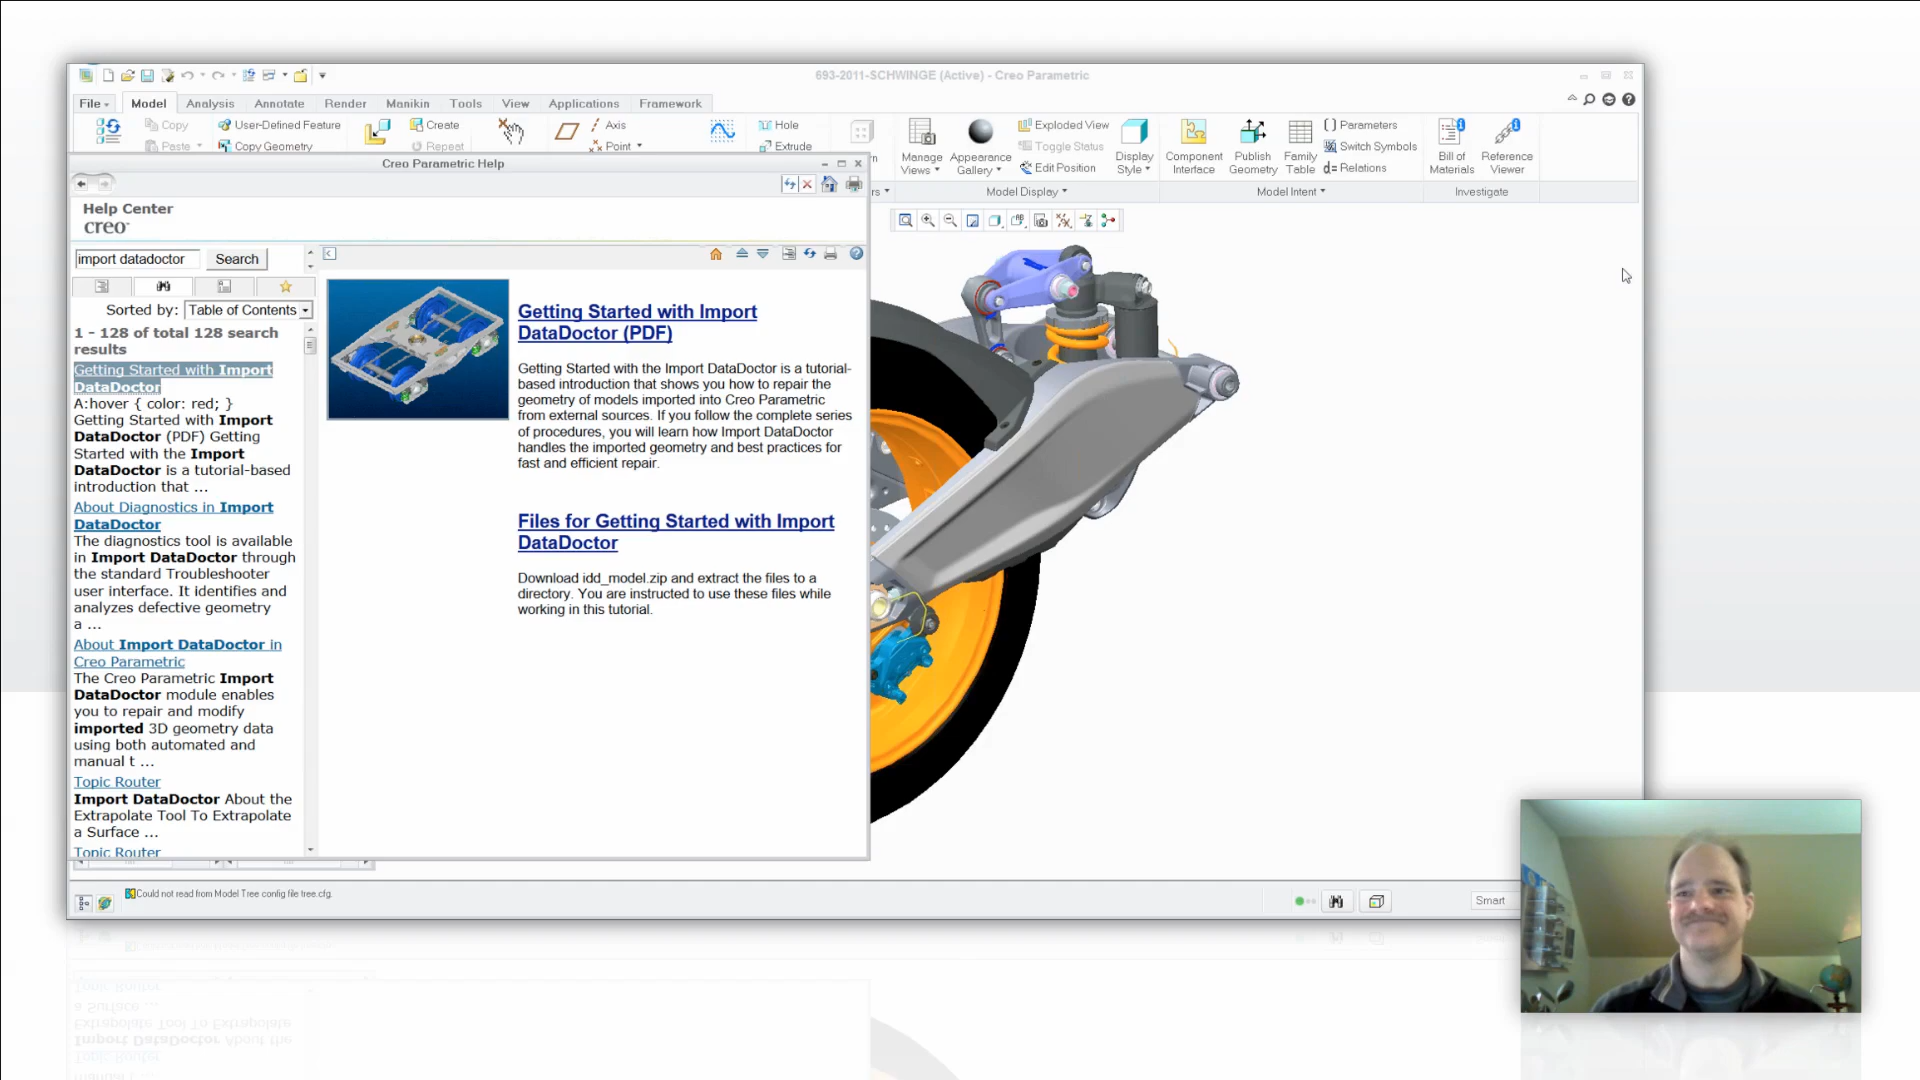 693-2011-SCHWINGE (Active) - Creo Parametric
File Model Analysis Annotate Render Manikin Tools View Applications Framework
Copy
Paste
User-Defined Feature
Copy Geometry
Create
Repeat
Axis
Point
Hole
Extrude
Manage
Views
Appearance
Gallery
Exploded View
Toggle Status
Edit Position
Display
Style
Component
Interface
Publish
Geometry
Family
Table
Parameters
Switch Symbols
d= Relations
Bill of
Materials
Reference
Viewer
Model Display
Model Intent
Investigate
Creo Parametric Help
Help Center
creo
import datadoctor Search
Sorted by: Table of Contents
1 - 128 of total 128 search
results
Getting Started with Import
DataDoctor
A:hover { color: red; }
Getting Started with Import
DataDoctor (PDF) Getting
Started with the Import
DataDoctor is a tutorial-based
introduction that ...
About Diagnostics in Import
DataDoctor
The diagnostics tool is available
in Import DataDoctor through
the standard Troubleshooter
user interface. It identifies and
analyzes defective geometry
a ...
About Import DataDoctor in
Creo Parametric
The Creo Parametric Import
DataDoctor module enables
you to repair and modify
imported 3D geometry data
using both automated and
manual t ...
Topic Router
Import DataDoctor About the
Extrapolate Tool To Extrapolate
a Surface ...
Topic Router
Getting Started with Import
DataDoctor (PDF)
Getting Started with the Import DataDoctor is a tutorial-
based introduction that shows you how to repair the
geometry of models imported into Creo Parametric
from external sources. If you follow the complete series
of procedures, you will learn how Import DataDoctor
handles the imported geometry and best practices for
fast and efficient repair.
Files for Getting Started with Import
DataDoctor
Download idd_model.zip and extract the files to a
directory. You are instructed to use these files while
working in this tutorial.
Could not read from Model Tree config file tree.cfg.
Smart